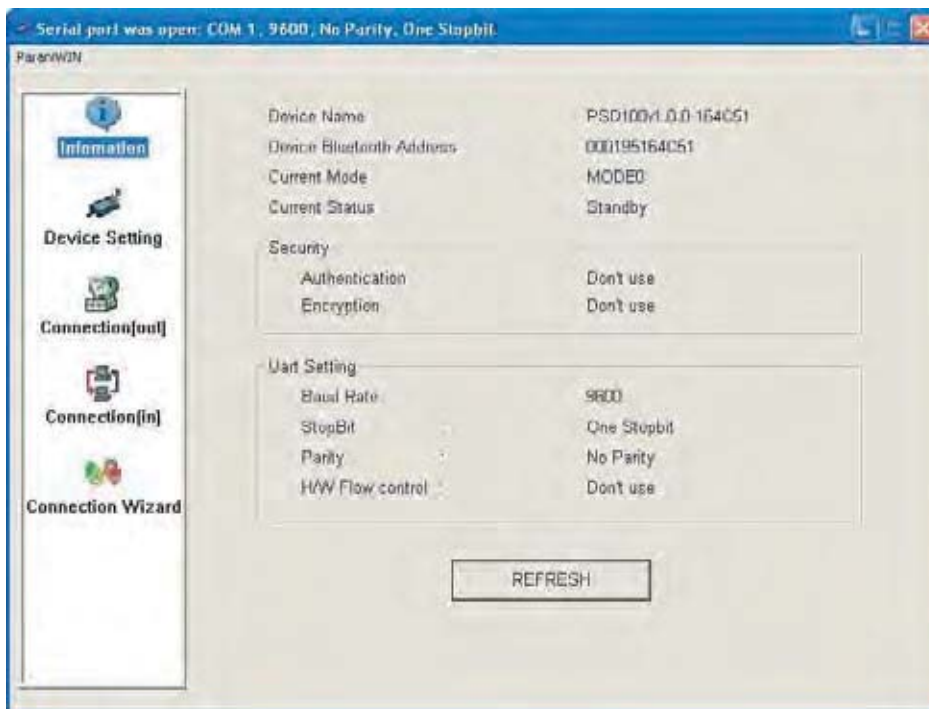 Serial port was open: COM 1, 9600, No Parity, One Stopbit
ParaniWIN
Infomation
Device Setting
Connection[out]
Connection[in]
Connection Wizard
Device Name PSD100v1.0.0-164C51
Device Bluetooth Address 000195164C51
Current Mode MODE0
Current Status Standby
Security
Authentication Don't use
Encryption Don't use
Uart Setting
Baud Rate 9600
StopBit One Stopbit
Parity No Parity
H/W Flow control Don't use
REFRESH